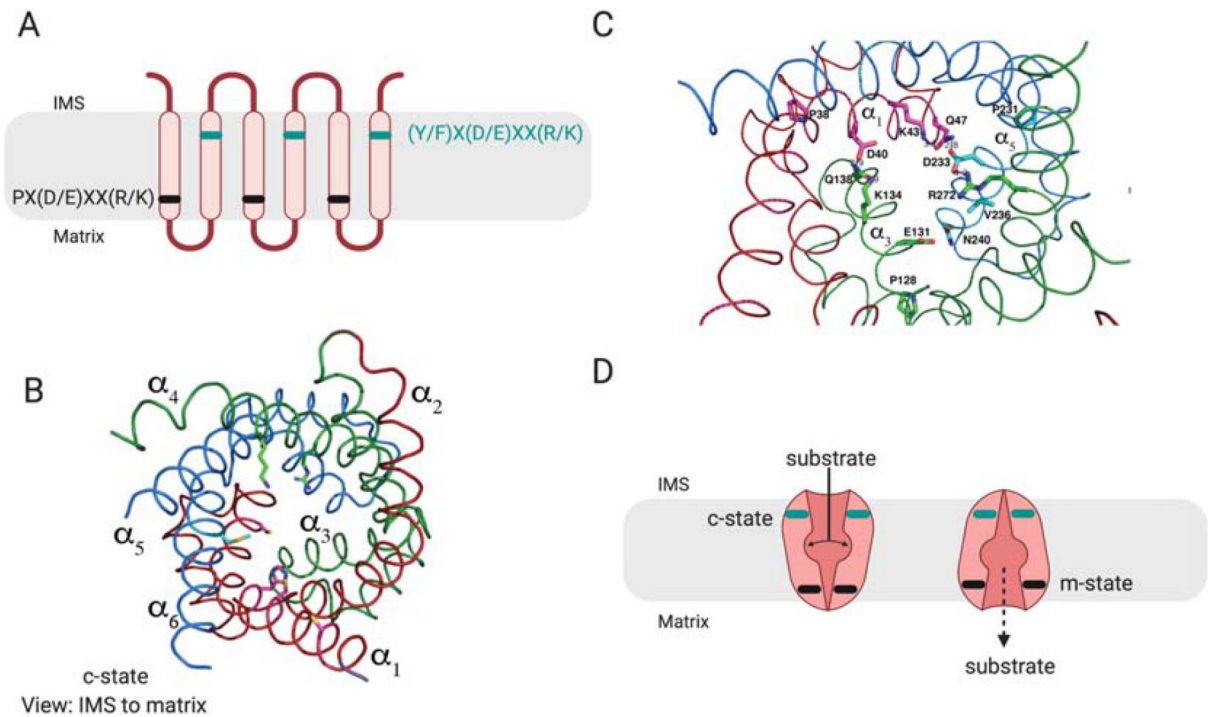 A
IMS
(Y/F)X(D/E)XX(R/K)
PX(D/E)XX(R/K)
Matrix
B
α4
α2
α5
α3
α6
α1
c-state
View: IMS to matrix
C
P38
α1
K43
Q47
P231
α5
D40
D233
Q138
R272
K134
V236
α3
E131
N240
P128
D
substrate
IMS
c-state
m-state
Matrix
substrate